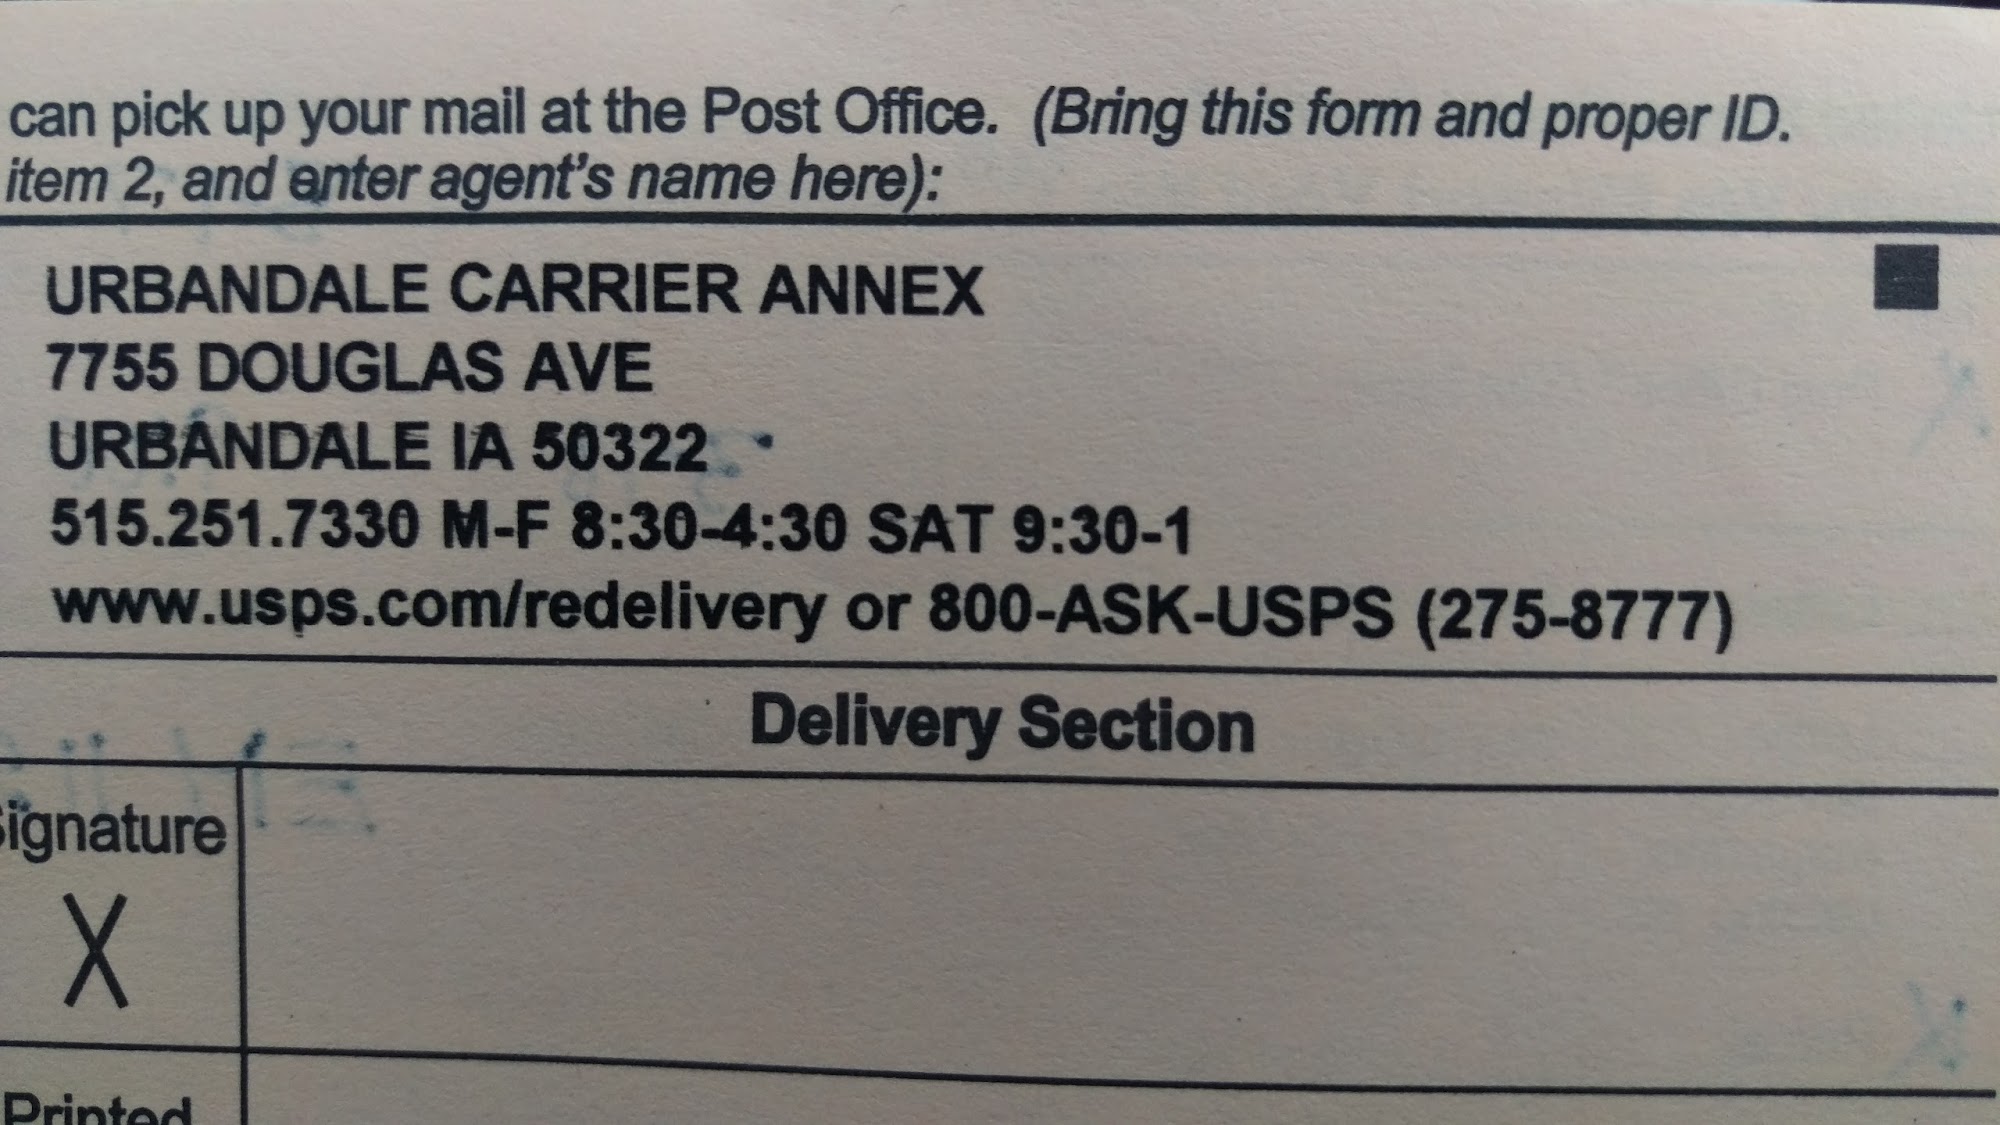 can pick up your mail at the Post Office. (Bring this form and proper ID.
item 2, and enter agent's name here):
URBANDALE CARRIER ANNEX
7755 DOUGLAS AVE
URBANDALE IA 50322
515.251.7330 M-F 8:30-4:30 SAT 9:30-1
www.usps.com/redelivery or 800-ASK-USPS (275-8777)
Delivery Section
Signature
X
Printed